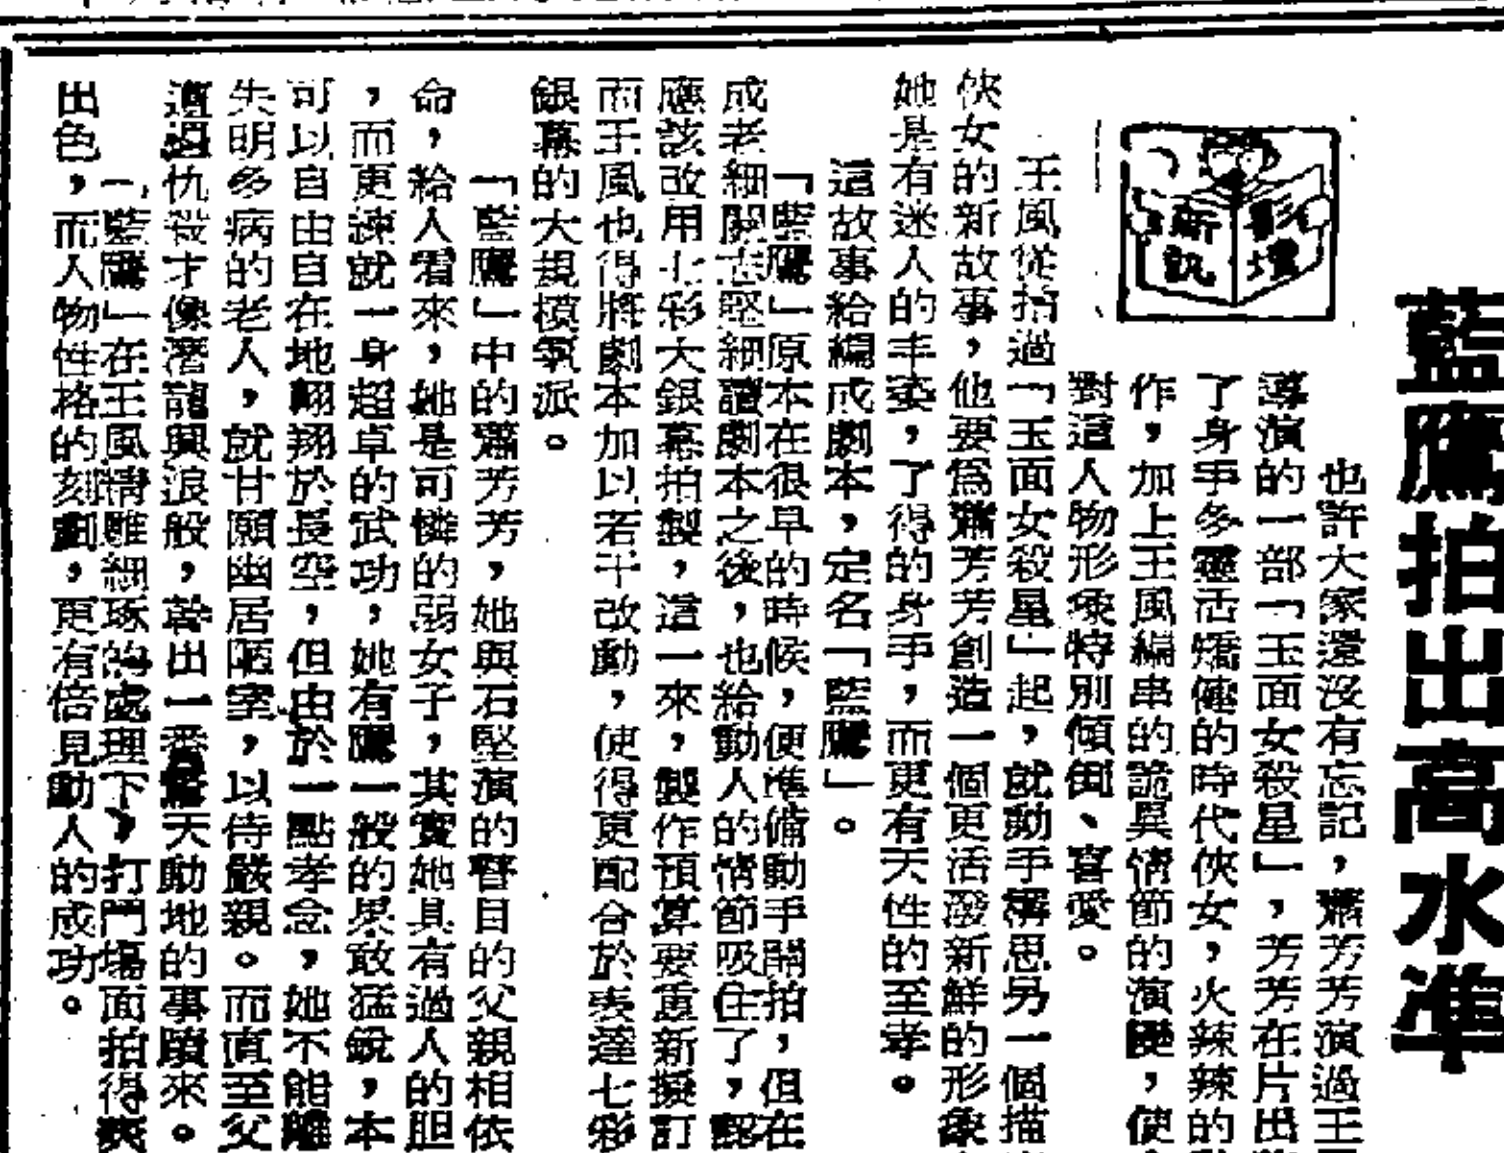 藍鷹拍出高水準
影壇
新訊
也許大家還沒有忘記，蕭芳芳演過王
導演的一部「玉面女殺星」，芳芳在片出
了身手多靈活矯健的時代俠女，火辣辣的
作，加上王風編串的詭異情節的演變，使
對這人物形象特別傾倒、喜愛。
王風從拍過「玉面女殺星」起，就動手構思另一個描
俠女的新故事，他要為蕭芳芳創造一個更活潑新鮮的形象
她是有迷人的丰姿，了得的身手，而更有天性的至孝。
這故事給編成劇本，定名「藍鷹」。
「藍鷹」原本在很早的時候，便準備動手開拍，但在
成老細關志堅細讀劇本之後，也給動人的情節吸住了，認
應該改用七彩大銀幕拍製，這一來，製作預算要重新擬訂
而王風也得將劇本加以若干改動，使得更配合於表達七彩
銀幕的大規模氣派。
「藍鷹」中的蕭芳芳，她與石堅演的瞽目的父親相依
命，給人看來，她是可憐的弱女子，其實她具有過人的胆
，而更練就一身超卓的武功，她有鷹一般的果敢猛銳，本
可以自由自在地翱翔於長空，但由於一點孝念，她不能離
失明多病的老人，就甘願幽居陋室，以侍嚴親。而直至父
遭遇仇殺才像潛龍興浪般，幹出一番驚天動地的事蹟來。
「藍鷹」在王風精雕細琢的處理下，打鬥場面拍得爽
出色，而人物性格的刻劃，更有倍見動人的成功。